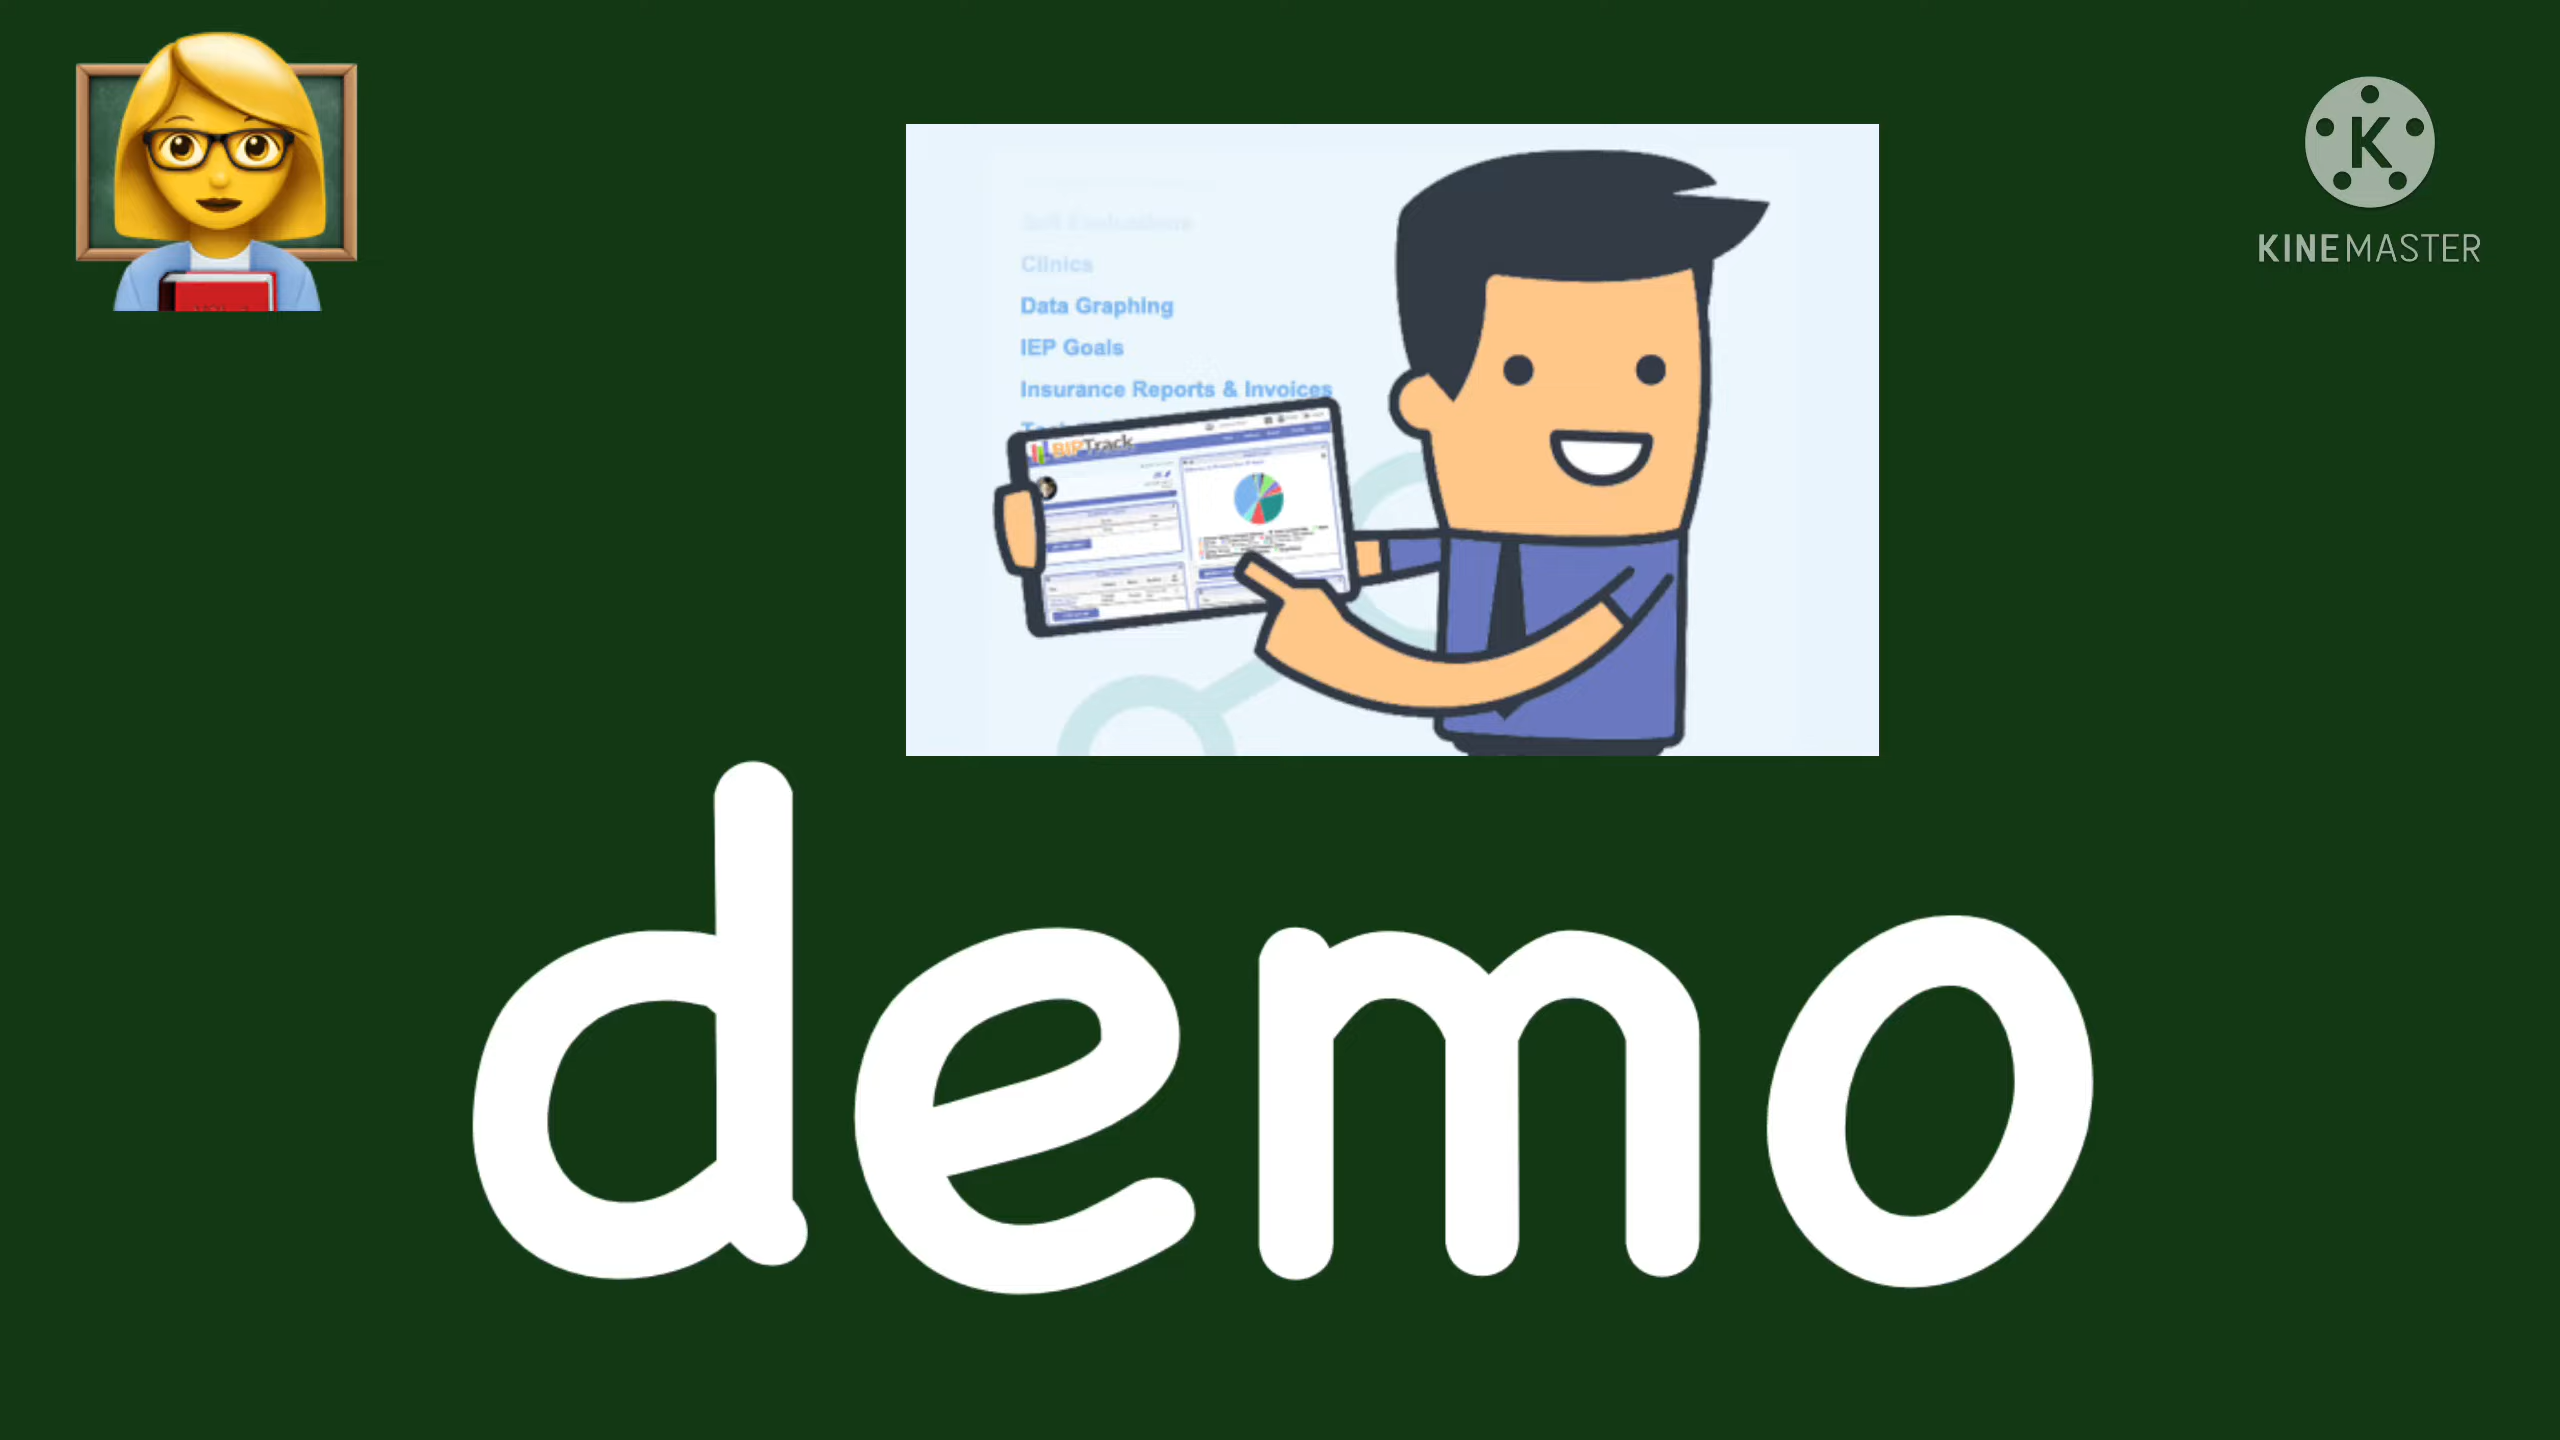 KINEMASTER
Clinics
Data Graphing
IEP Goals
Insurance Reports & Invoices
BIPTrack
demo